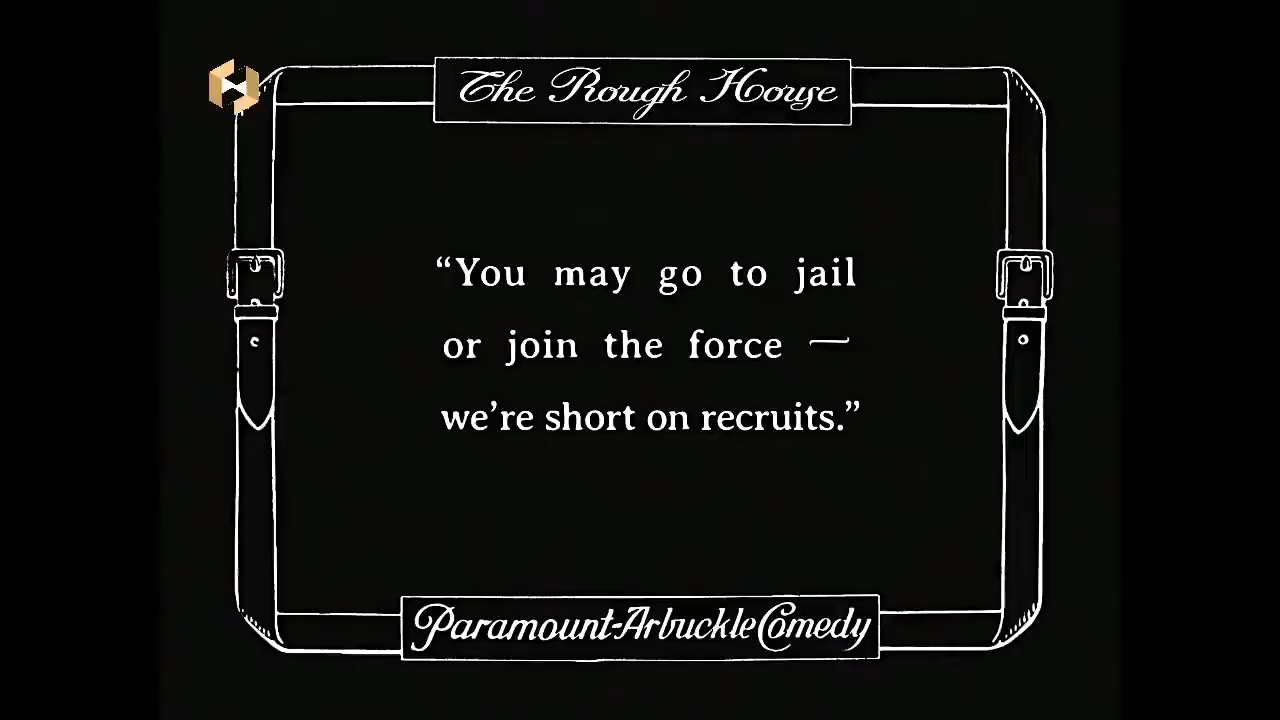 The Rough House
“You may go to jail
or join the force —
we’re short on recruits.”
Paramount-Arbuckle Comedy